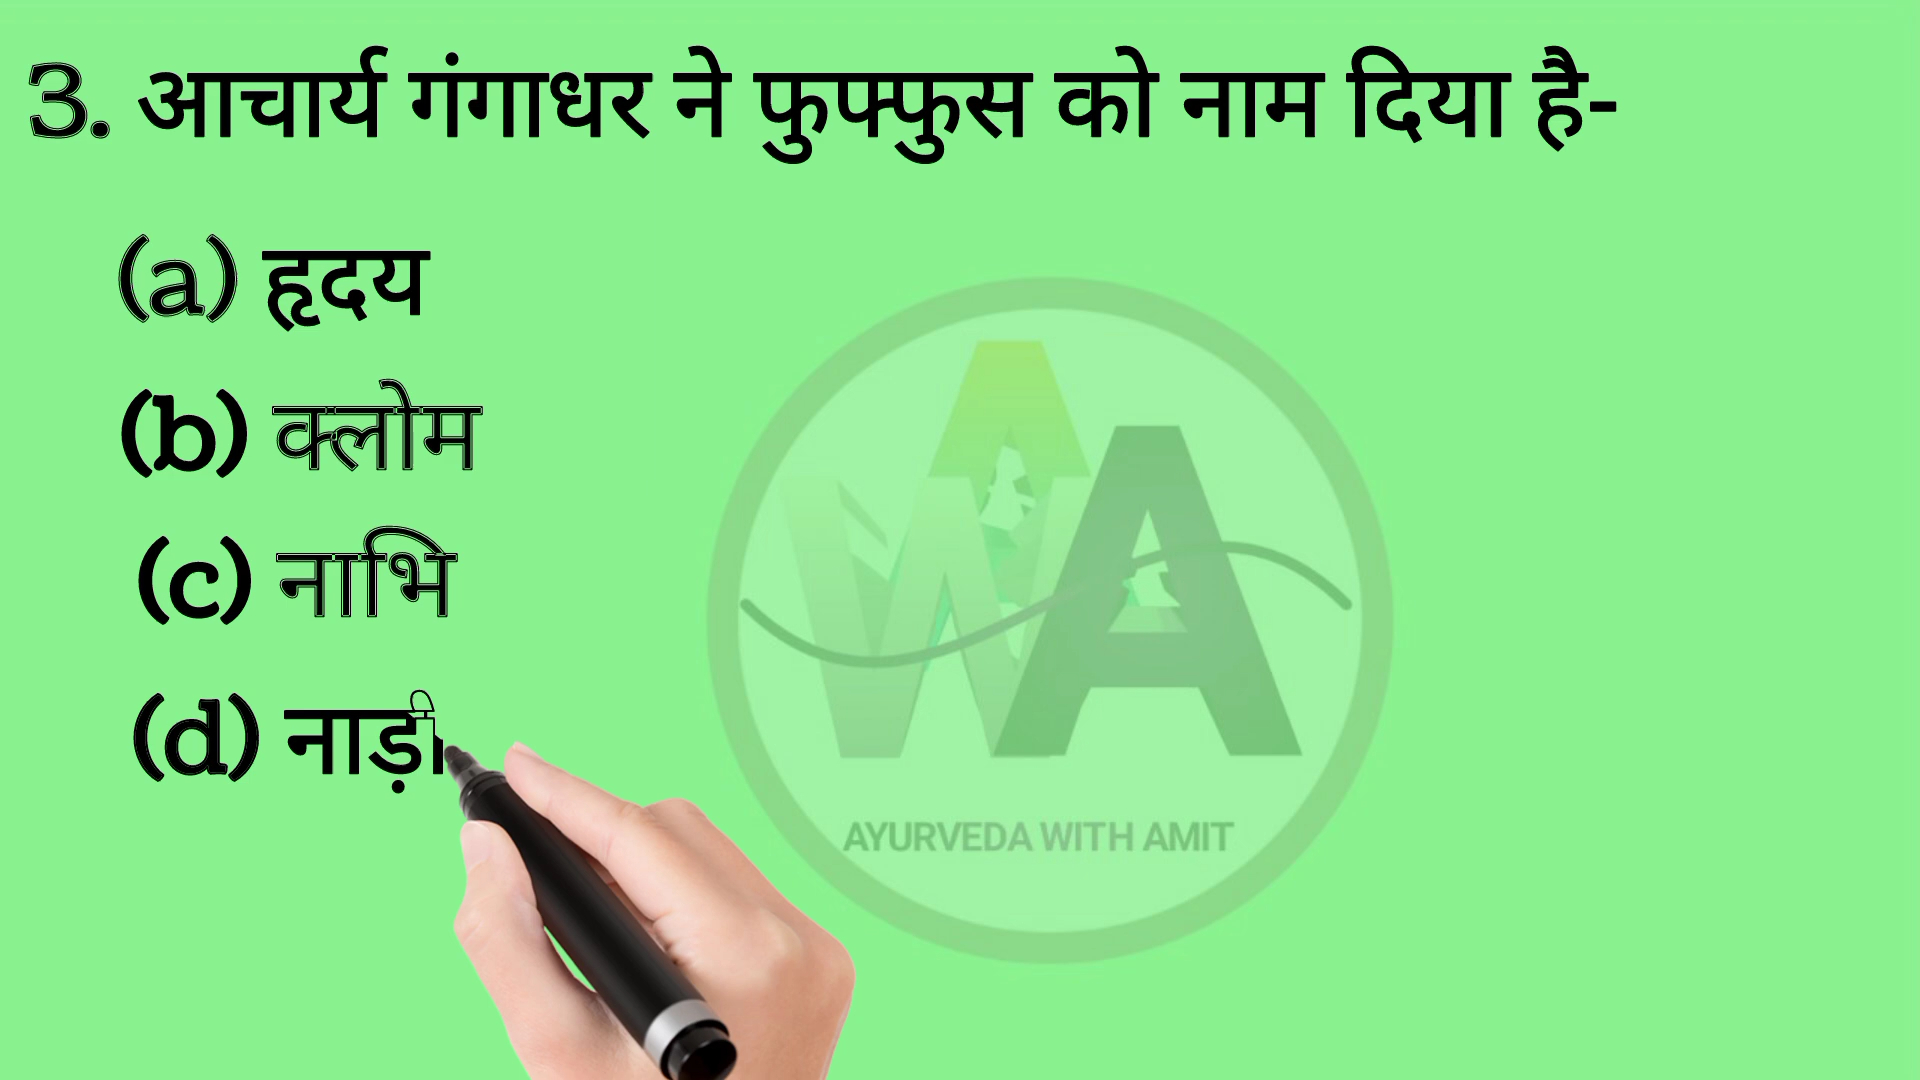 3. आचार्य गंगाधर ने फुफ्फुस को नाम दिया है-
(a) हृदय
(b) क्लोम
(c) नाभि
(d) नाड़ी
AYURVEDA WITH AMIT